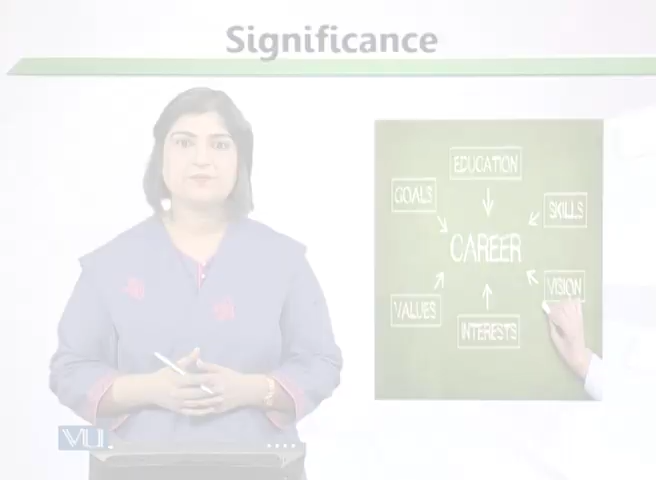 Significance
EDUCATION
GOALS
SKILLS
CAREER
VISION
VALUES
INTERESTS
VU